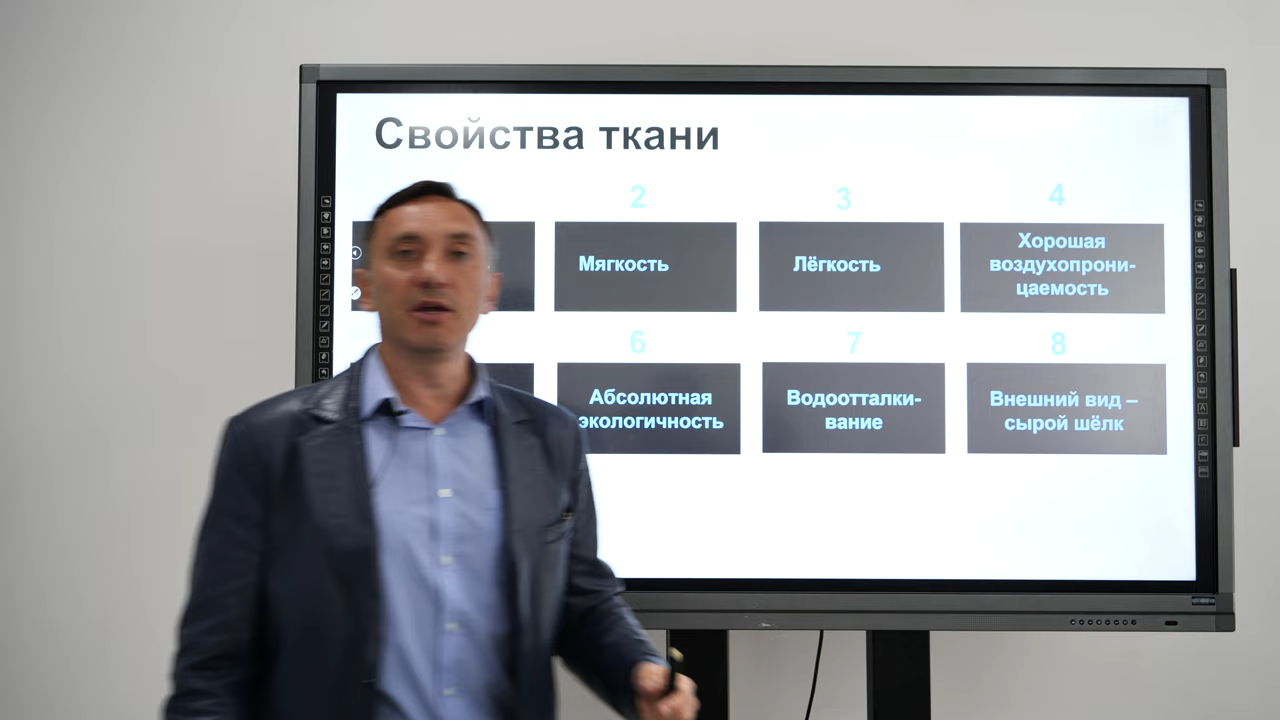 Свойства ткани
2
3
4
Мягкость
Лёгкость
Хорошая
воздухопрони-
цаемость
6
7
8
Абсолютная
экологичность
Водоотталки-
вание
Внешний вид –
сырой шёлк